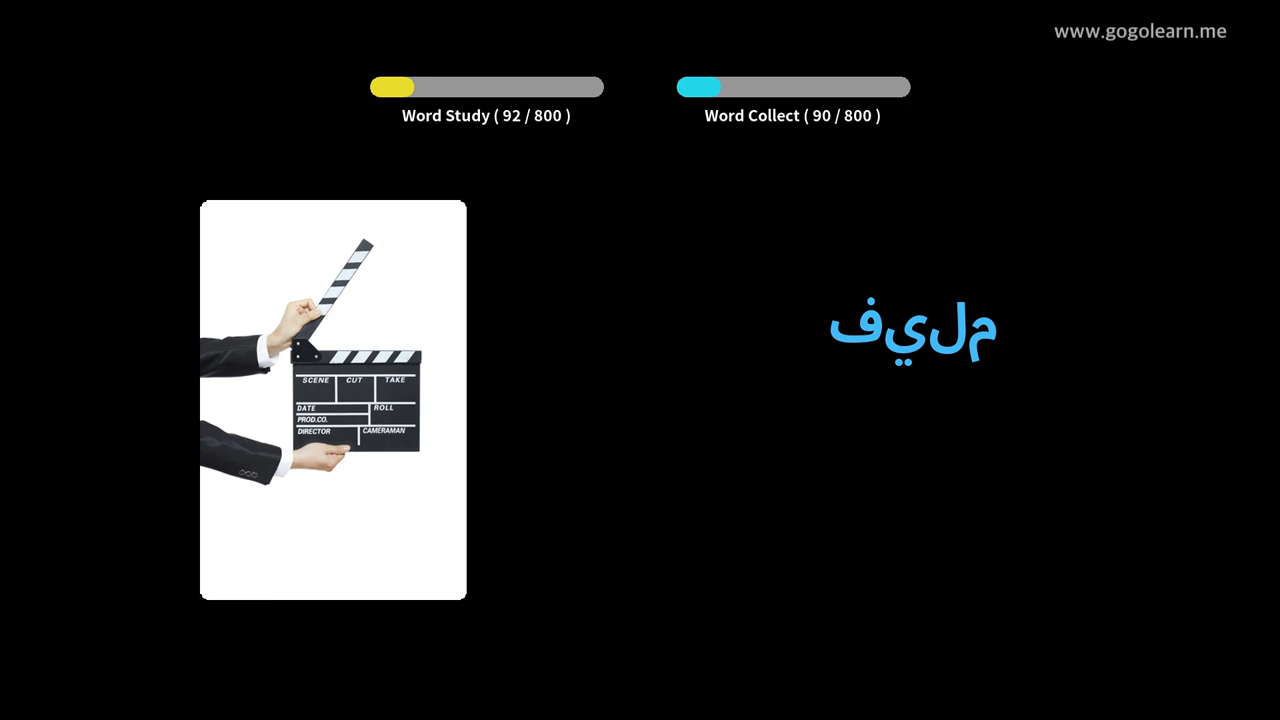 www.gogolearn.me
Word Study ( 92 / 800 )
Word Collect ( 90 / 800 )
فيلم
SCENE CUT TAKE
DATE ROLL
PROD.CO.
DIRECTOR CAMERAMAN